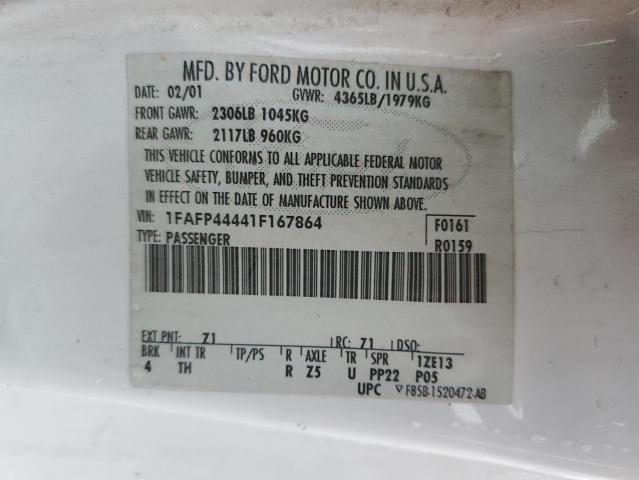 MFD. BY FORD MOTOR CO. IN U.S.A.
DATE: 02/01 GVWR: 4365LB/1979KG
FRONT GAWR: 2306LB 1045KG
REAR GAWR: 2117LB 960KG
THIS VEHICLE CONFORMS TO ALL APPLICABLE FEDERAL MOTOR
VEHICLE SAFETY, BUMPER, AND THEFT PREVENTION STANDARDS
IN EFFECT ON THE DATE OF MANUFACTURE SHOWN ABOVE.
VIN: 1FAFP44441F167864 F0161
TYPE: PASSENGER R0159
EXT PNT: Z1 RC: 71 DSO:
BRK INT TR TP/PS R AXLE TR SPR 1ZE13
4 TH R Z5 U PP22 P05
UPC ▽ F85B-1520472-AB